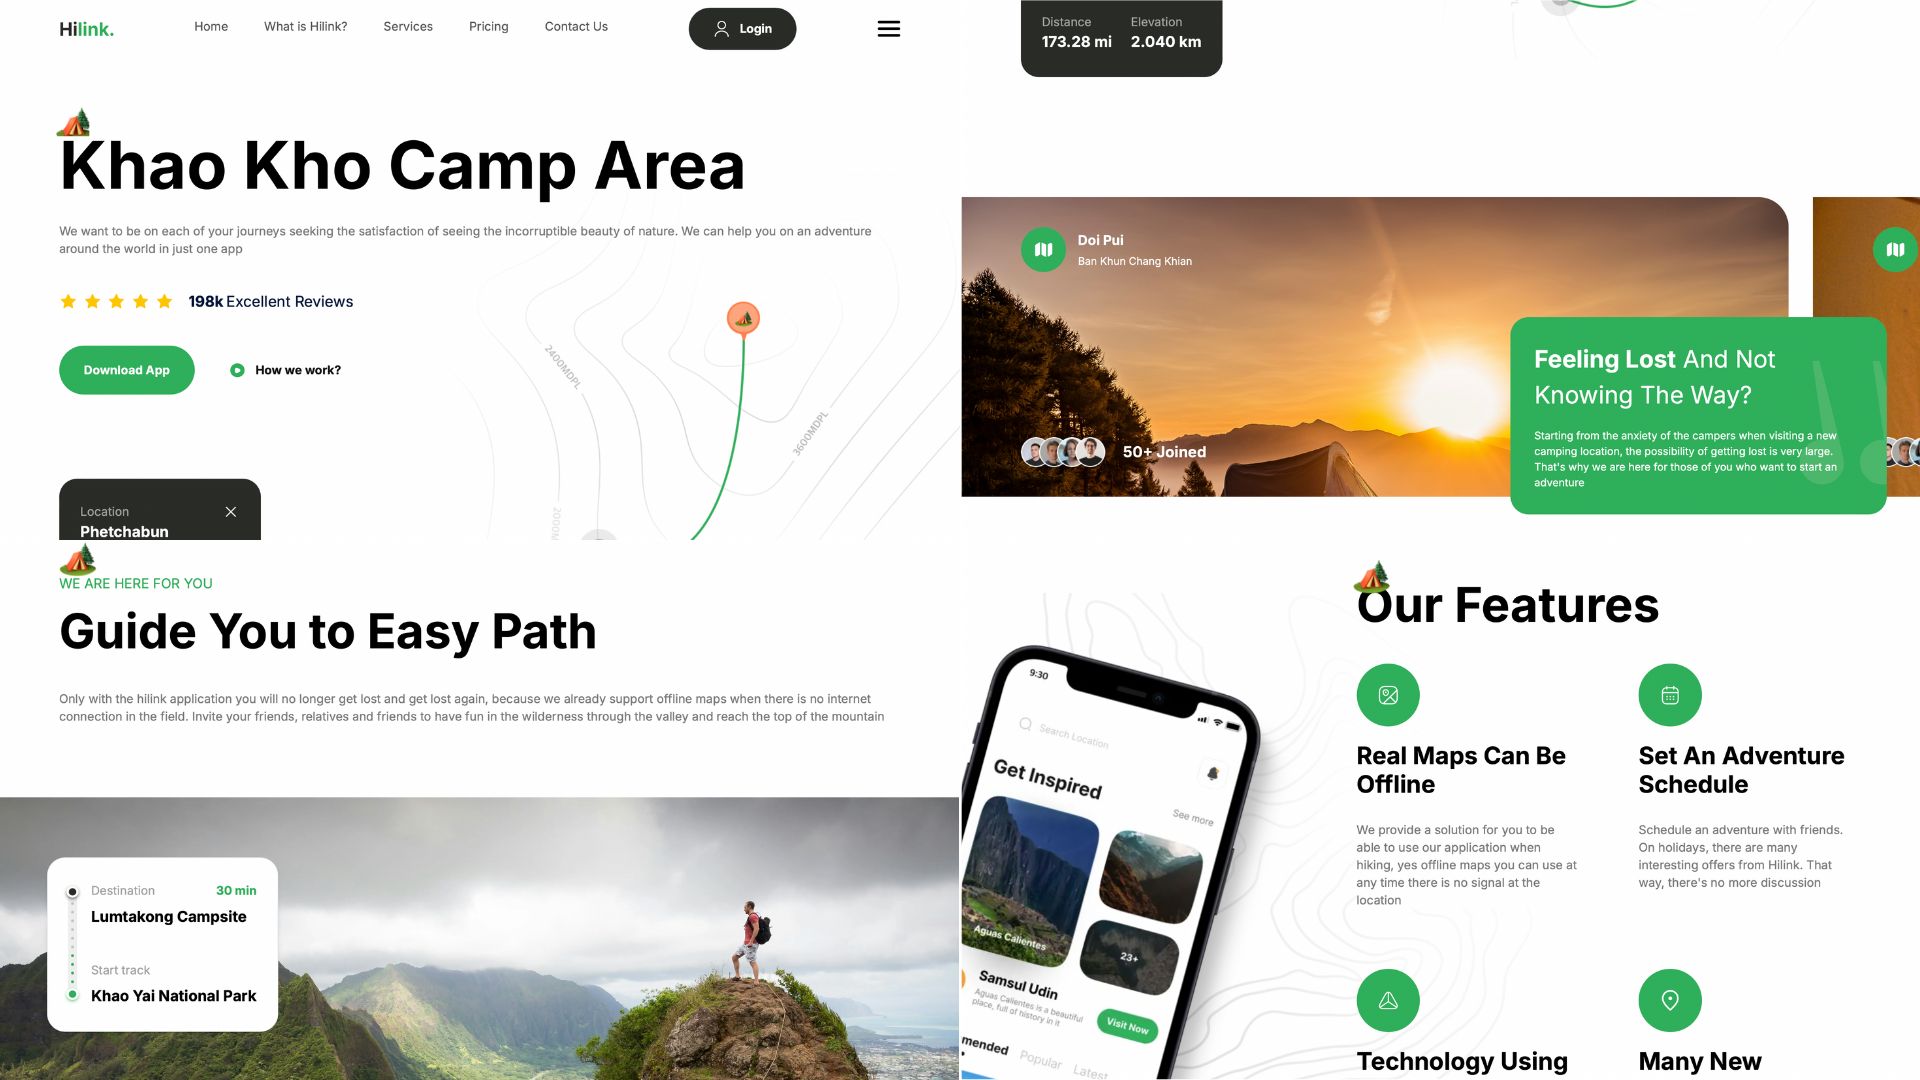 Hilink.
Home
What is Hilink?
Services
Pricing
Contact Us
Login
Khao Kho Camp Area
We want to be on each of your journeys seeking the satisfaction of seeing the incorruptible beauty of nature. We can help you on an adventure
around the world in just one app
198k Excellent Reviews
Download App
How we work?
2400MDPL
3600MDPL
2000M
Location
Phetchabun
Distance
173.28 mi
Elevation
2.040 km
Doi Pui
Ban Khun Chang Khian
50+ Joined
Feeling Lost And Not
Knowing The Way?
Starting from the anxiety of the campers when visiting a new
camping location, the possibility of getting lost is very large.
That's why we are here for those of you who want to start an
adventure
WE ARE HERE FOR YOU
Guide You to Easy Path
Only with the hilink application you will no longer get lost and get lost again, because we already support offline maps when there is no internet
connection in the field. Invite your friends, relatives and friends to have fun in the wilderness through the valley and reach the top of the mountain
Destination
30 min
Lumtakong Campsite
Start track
Khao Yai National Park
9:30
Search Location
Get Inspired
See more
Aguas Calientes
23+
Samsul Udin
Aguas Calientes is a beautiful
place, full of history in it
Visit Now
mended
Popular
Latest
Our Features
Real Maps Can Be
Offline
We provide a solution for you to be
able to use our application when
hiking, yes offline maps you can use at
any time there is no signal at the
location
Set An Adventure
Schedule
Schedule an adventure with friends.
On holidays, there are many
interesting offers from Hilink. That
way, there's no more discussion
Technology Using
Many New